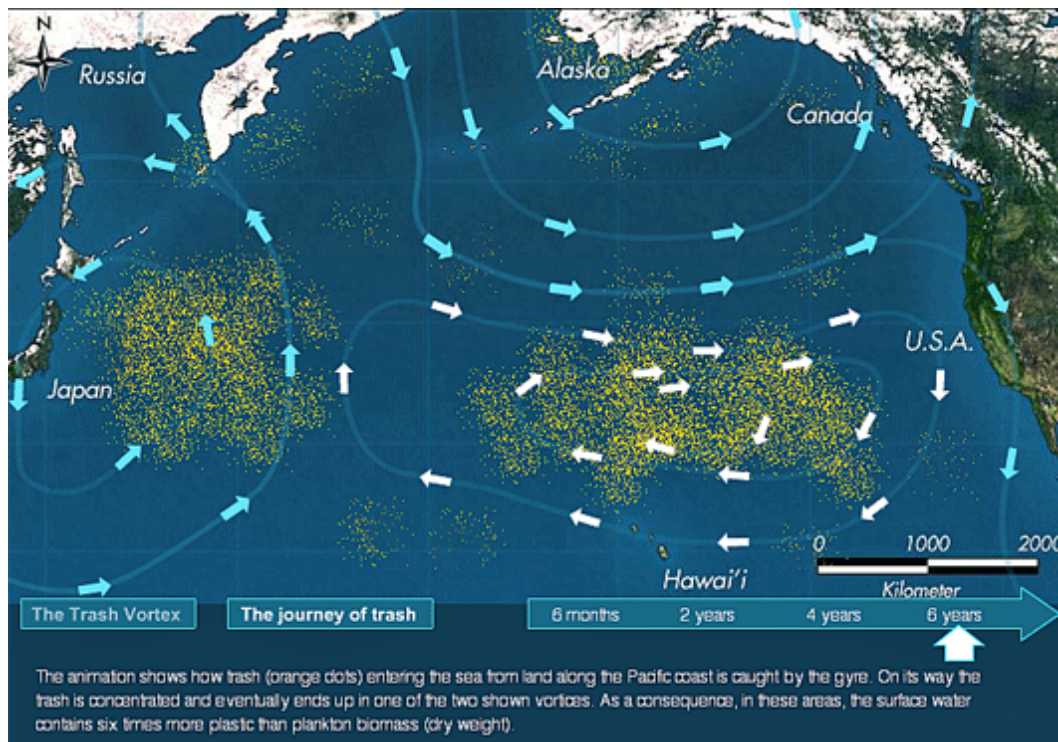 N
Russia
Alaska
Canada
Japan
U.S.A.
Hawai'i
0 1000 2000
Kilometer
The Trash Vortex
The journey of trash
6 months 2 years 4 years 6 years
The animation shows how trash (orange dots) entering the sea from land along the Pacific coast is caught by the gyre. On its way the
trash is concentrated and eventually ends up in one of the two shown vortices. As a consequence, in these areas, the surface water
contains six times more plastic than plankton biomass (dry weight).